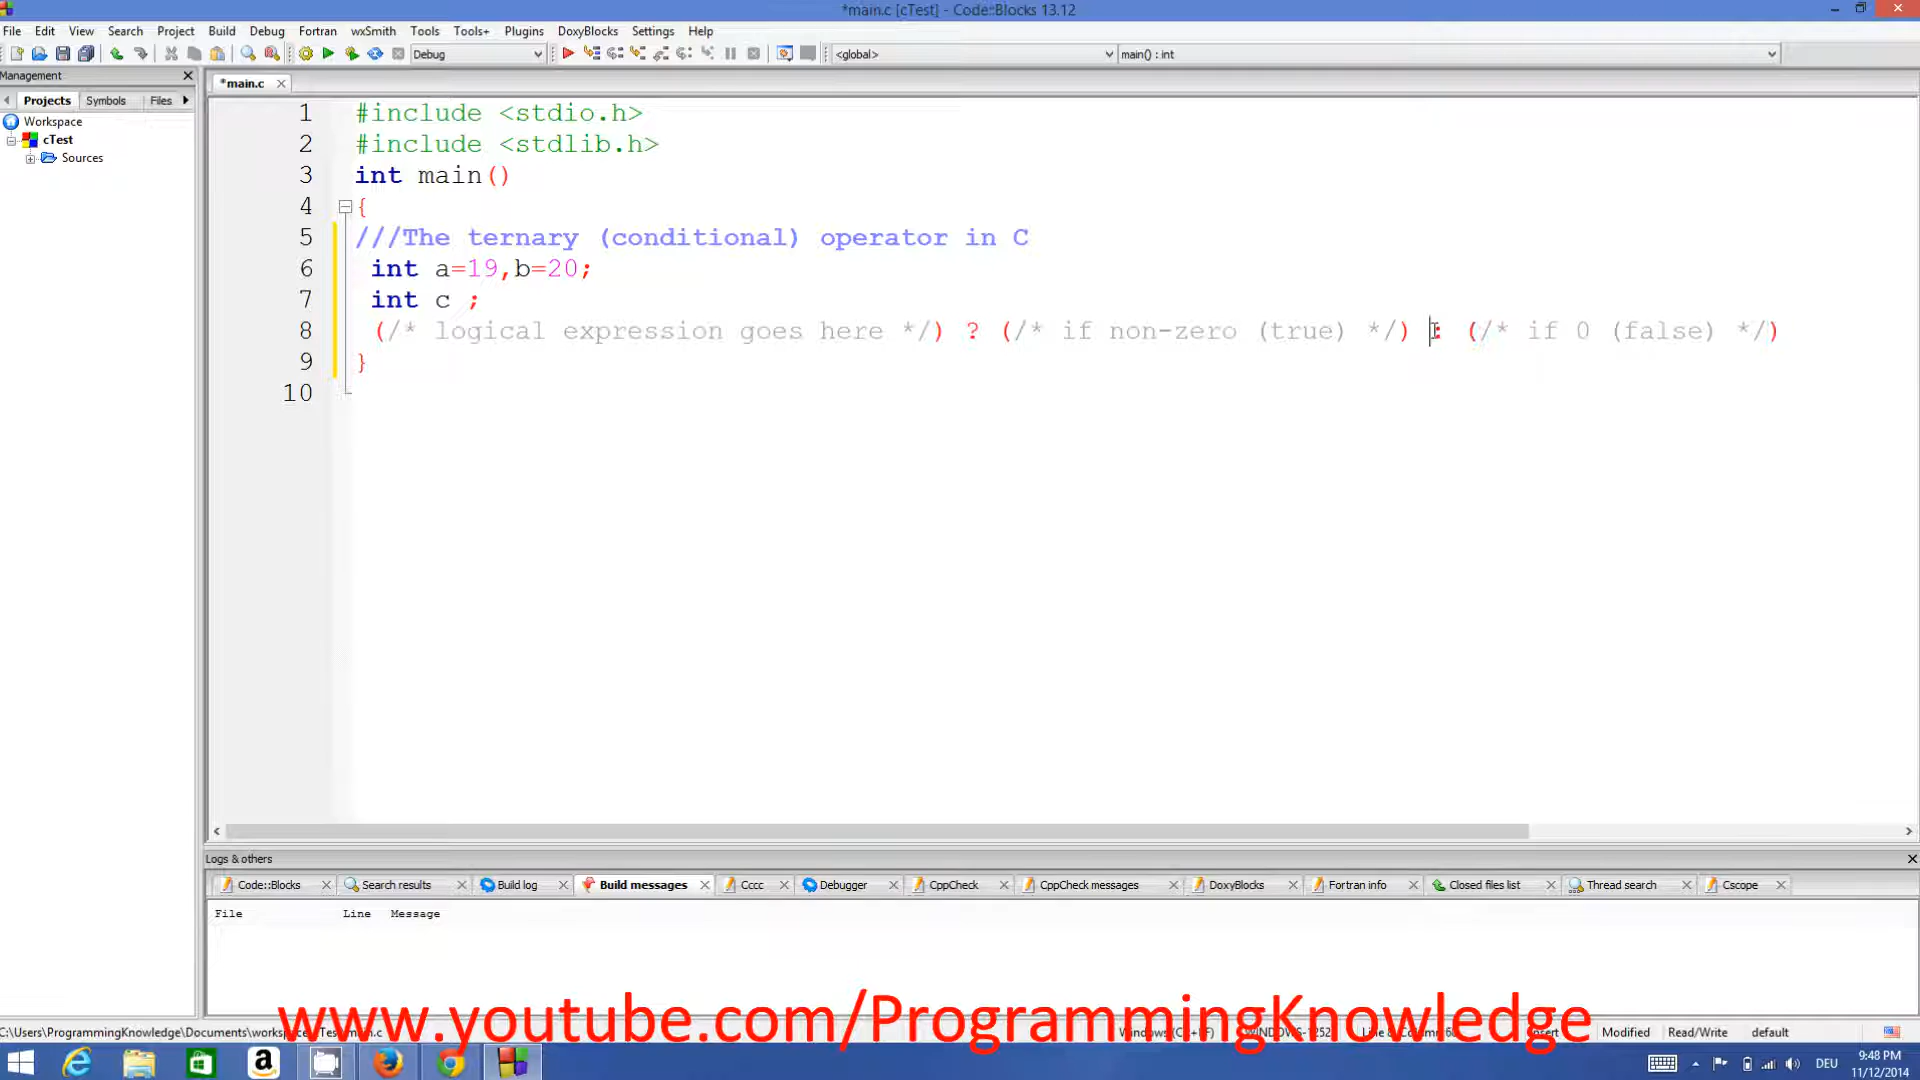 *main.c [cTest] - Code::Blocks 13.12
File Edit View Search Project Build Debug Fortran wxSmith Tools Tools+ Plugins DoxyBlocks Settings Help
Debug <global> main() : int
Management
*main.c
Projects Symbols Files
Workspace
cTest
Sources
1 #include <stdio.h>
2 #include <stdlib.h>
3 int main()
4 {
5 ///The ternary (conditional) operator in C
6 int a=19,b=20;
7 int c ;
8 (/* logical expression goes here */) ? (/* if non-zero (true) */) : (/* if 0 (false) */)
9 }
10
Logs & others
Code::Blocks Search results Build log Build messages Cccc Debugger CppCheck CppCheck messages DoxyBlocks Fortran info Closed files list Thread search Cscope
File Line Message
www.youtube.com/ProgrammingKnowledge
C:\Users\ProgrammingKnowledge\Documents\works Modified Read/Write default
DEU 9:48 PM
11/12/2014